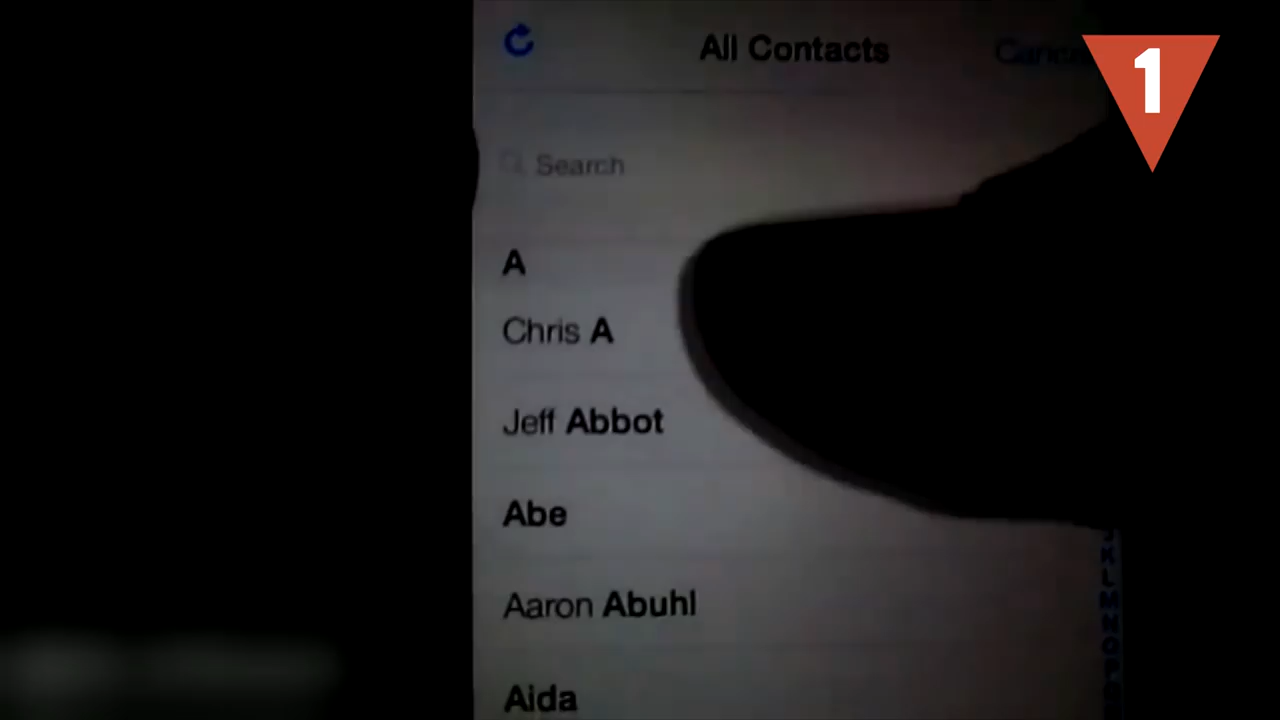 All Contacts
1
Search
A
Chris A
Jeff Abbot
Abe
Aaron Abuhl
Aida
K
L
M
N
O
P